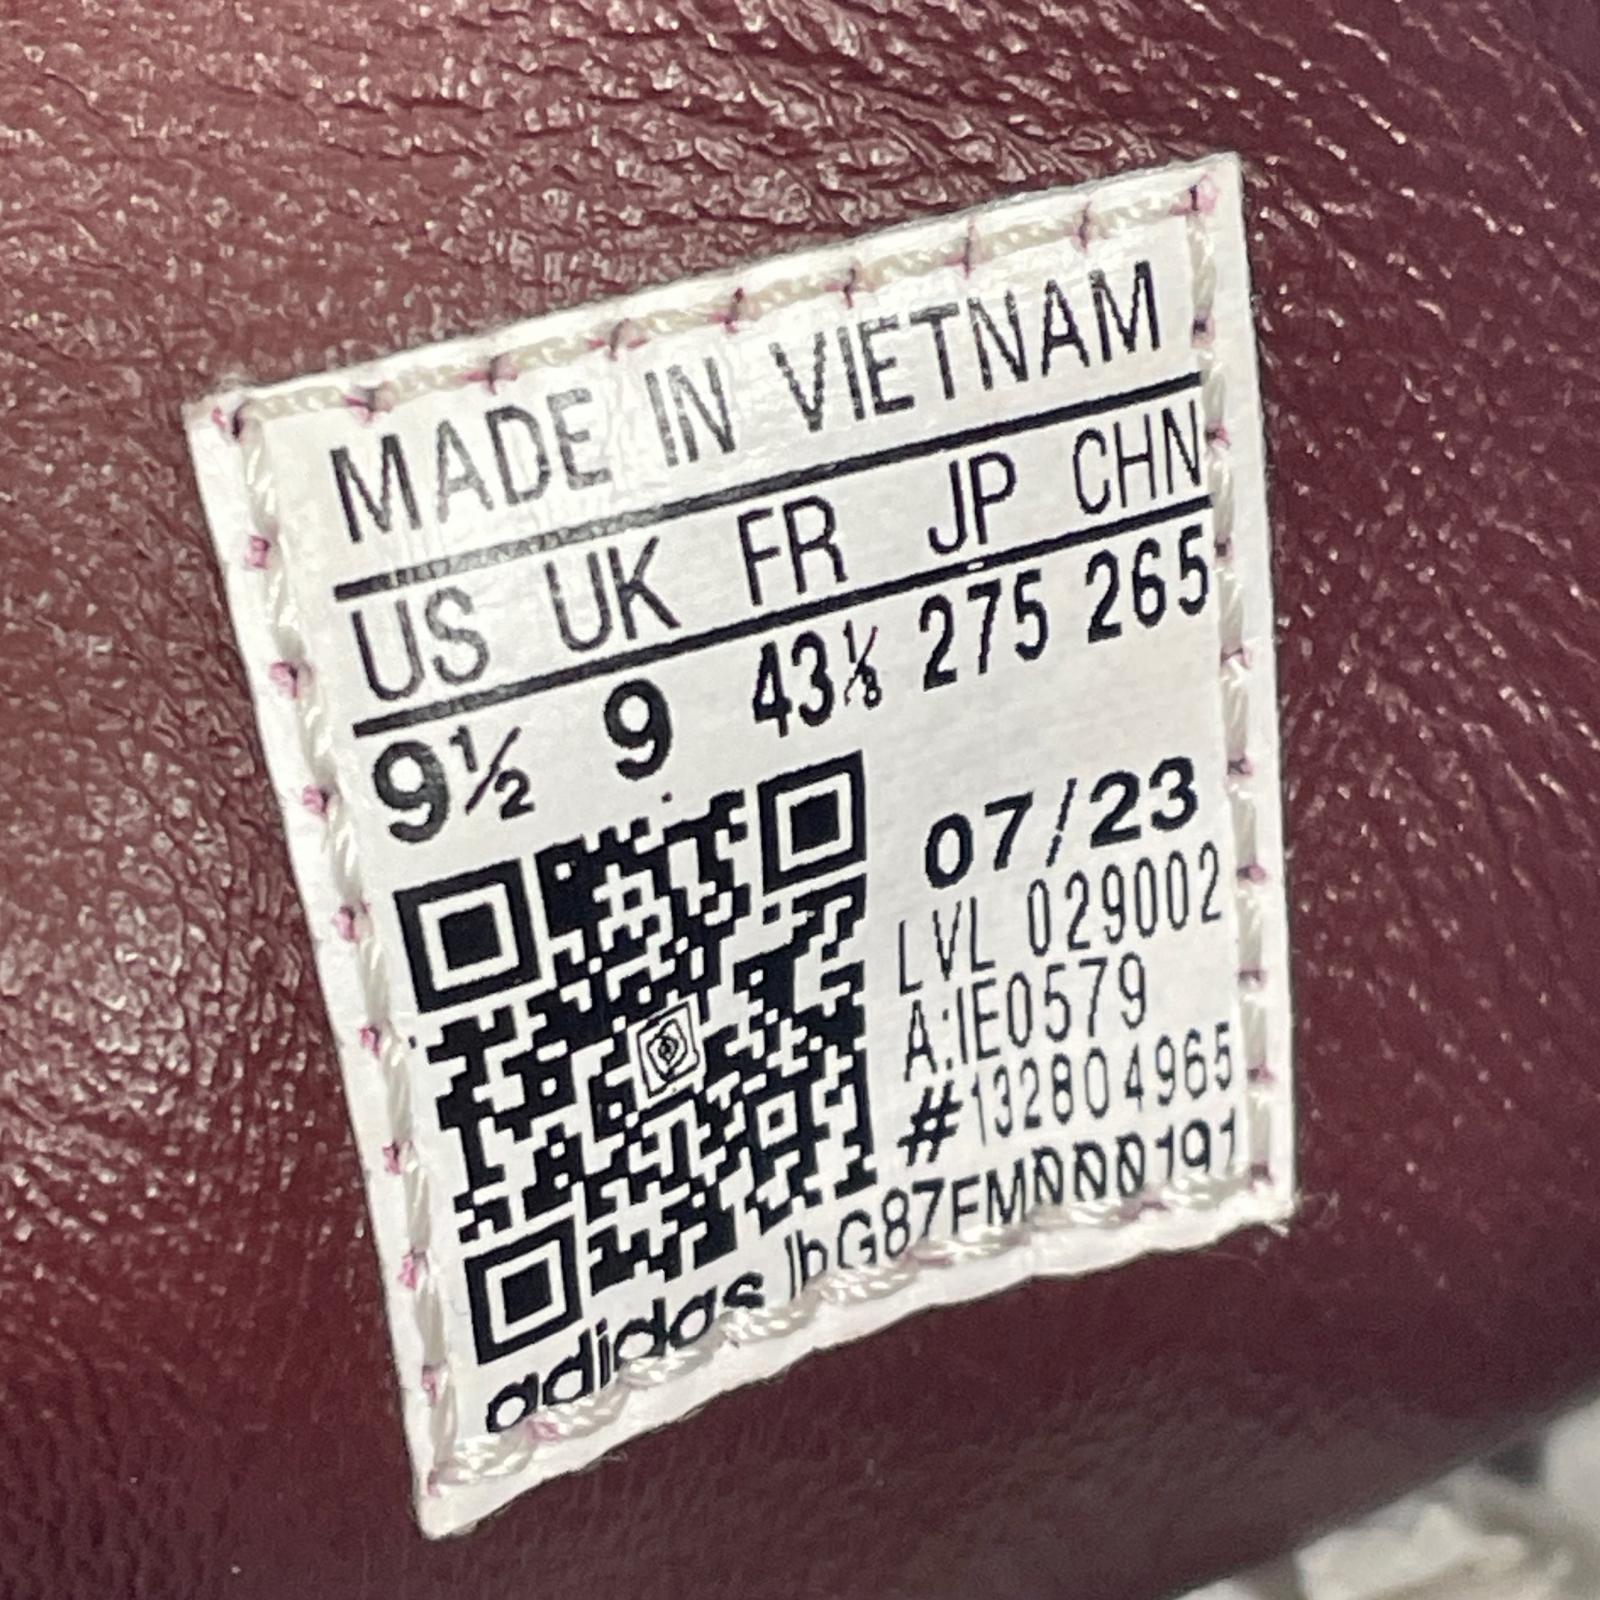 MADE IN VIETNAM
US UK FR JP CHN
9½ 9 43⅓ 275 265
07/23
LVL 029002
A:IE0579
#132804965
adidas IhG87FM000191